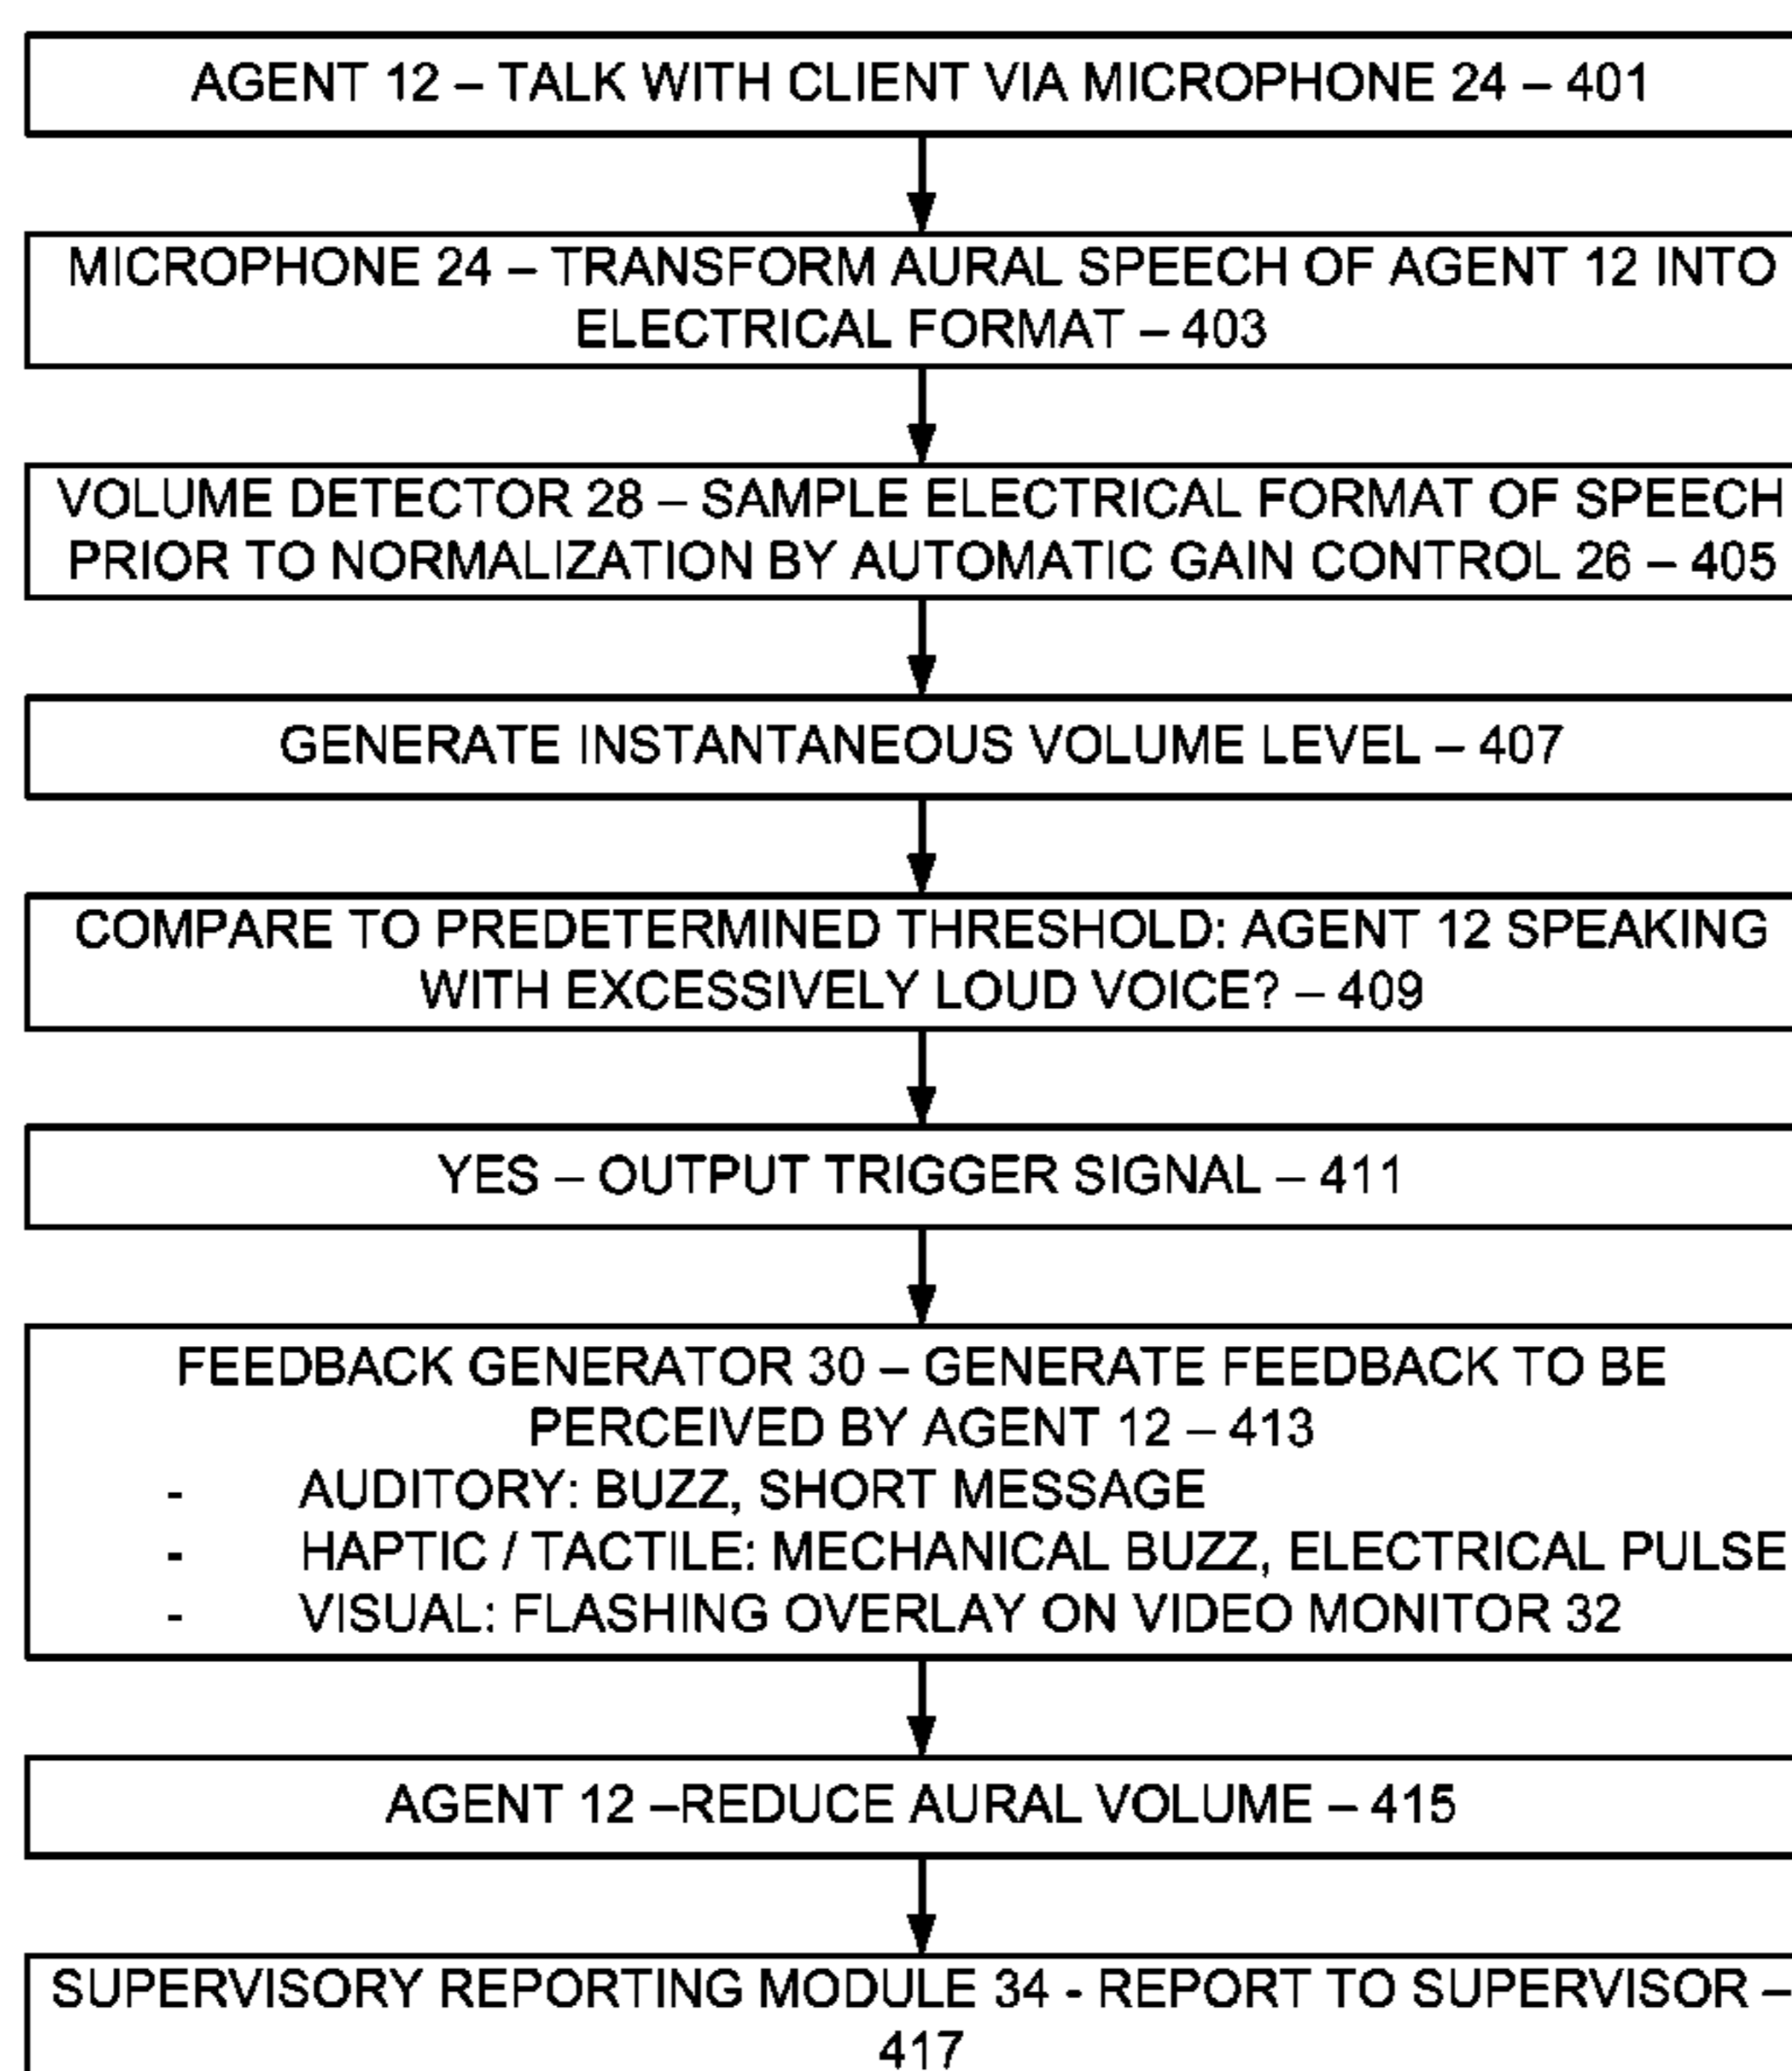 AGENT 12 – TALK WITH CLIENT VIA MICROPHONE 24 – 401
MICROPHONE 24 – TRANSFORM AURAL SPEECH OF AGENT 12 INTO
ELECTRICAL FORMAT – 403
VOLUME DETECTOR 28 – SAMPLE ELECTRICAL FORMAT OF SPEECH
PRIOR TO NORMALIZATION BY AUTOMATIC GAIN CONTROL 26 – 405
GENERATE INSTANTANEOUS VOLUME LEVEL – 407
COMPARE TO PREDETERMINED THRESHOLD: AGENT 12 SPEAKING
WITH EXCESSIVELY LOUD VOICE? – 409
YES – OUTPUT TRIGGER SIGNAL – 411
FEEDBACK GENERATOR 30 – GENERATE FEEDBACK TO BE
PERCEIVED BY AGENT 12 – 413
- AUDITORY: BUZZ, SHORT MESSAGE
- HAPTIC / TACTILE: MECHANICAL BUZZ, ELECTRICAL PULSE
- VISUAL: FLASHING OVERLAY ON VIDEO MONITOR 32
AGENT 12 –REDUCE AURAL VOLUME – 415
SUPERVISORY REPORTING MODULE 34 - REPORT TO SUPERVISOR –
417